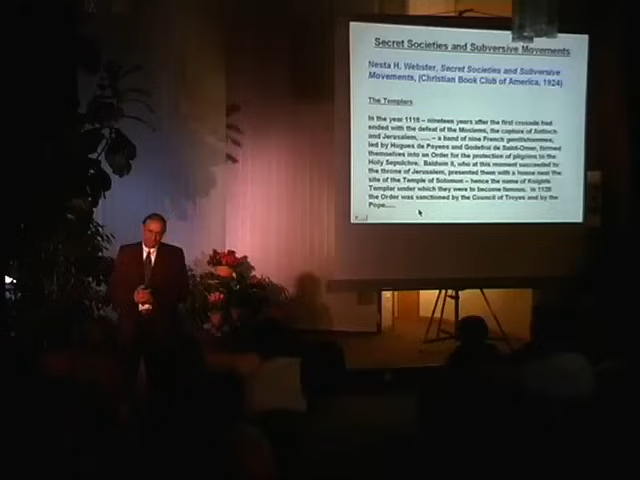 Secret Societies and Subversive Movements
Nesta H. Webster, Secret Societies and Subversive
Movements, (Christian Book Club of America, 1924)
The Templars
In the year 1118 – nineteen years after the first crusade had
ended with the defeat of the Moslems, the capture of Antioch
and Jerusalem, ..... – a band of nine French gentilshommes,
led by Hugues de Payens and Godefroi de Saint-Omer, formed
themselves into an Order for the protection of pilgrims to the
Holy Sepulchre. Baldwin II, who at this moment succeeded to
the throne of Jerusalem, presented them with a house near the
site of the Temple of Solomon – hence the name of Knights
Templar under which they were to become famous. In 1128
the Order was sanctioned by the Council of Troyes and by the
Pope.....